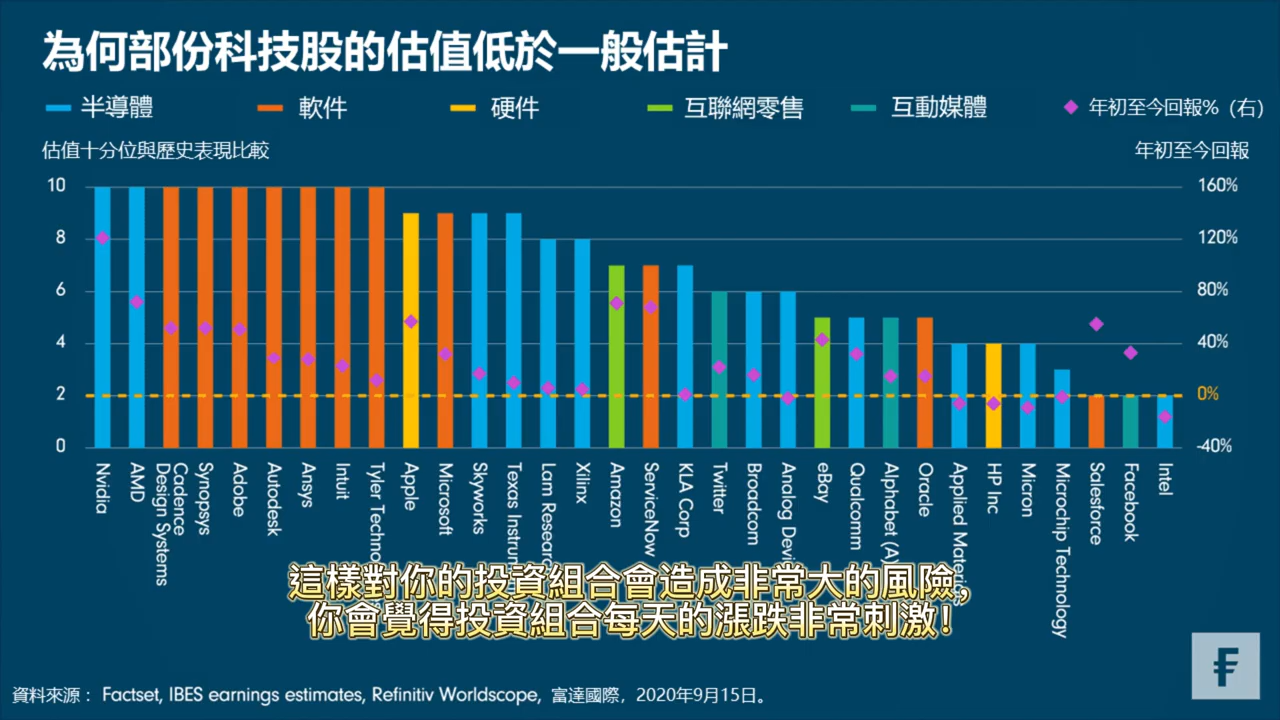 為何部份科技股的估值低於一般估計
半導體 軟件 硬件 互聯網零售 互動媒體 年初至今回報% (右)
估值十分位與歷史表現比較 年初至今回報
10 160%
8 120%
6 80%
4 40%
2 0%
0 -40%
Nvidia
AMD
Cadence
Design Systems
Synopsys
Adobe
Autodesk
Ansys
Intuit
Tyler Techno
Apple
Microsoft
Skyworks
Texas Instrum
Lam Research
Xilinx
Amazon
ServiceNow
KLA Corp
Twitter
Broadcom
Analog Devi
eBay
Qualcomm
Alphabet (A)
Oracle
Applied Materials
HP Inc
Micron
Microchip Technology
Salesforce
Facebook
Intel
這樣對你的投資組合會造成非常大的風險,
你會覺得投資組合每天的漲跌非常刺激!
資料來源： Factset, IBES earnings estimates, Refinitiv Worldscope, 富達國際，2020年9月15日。